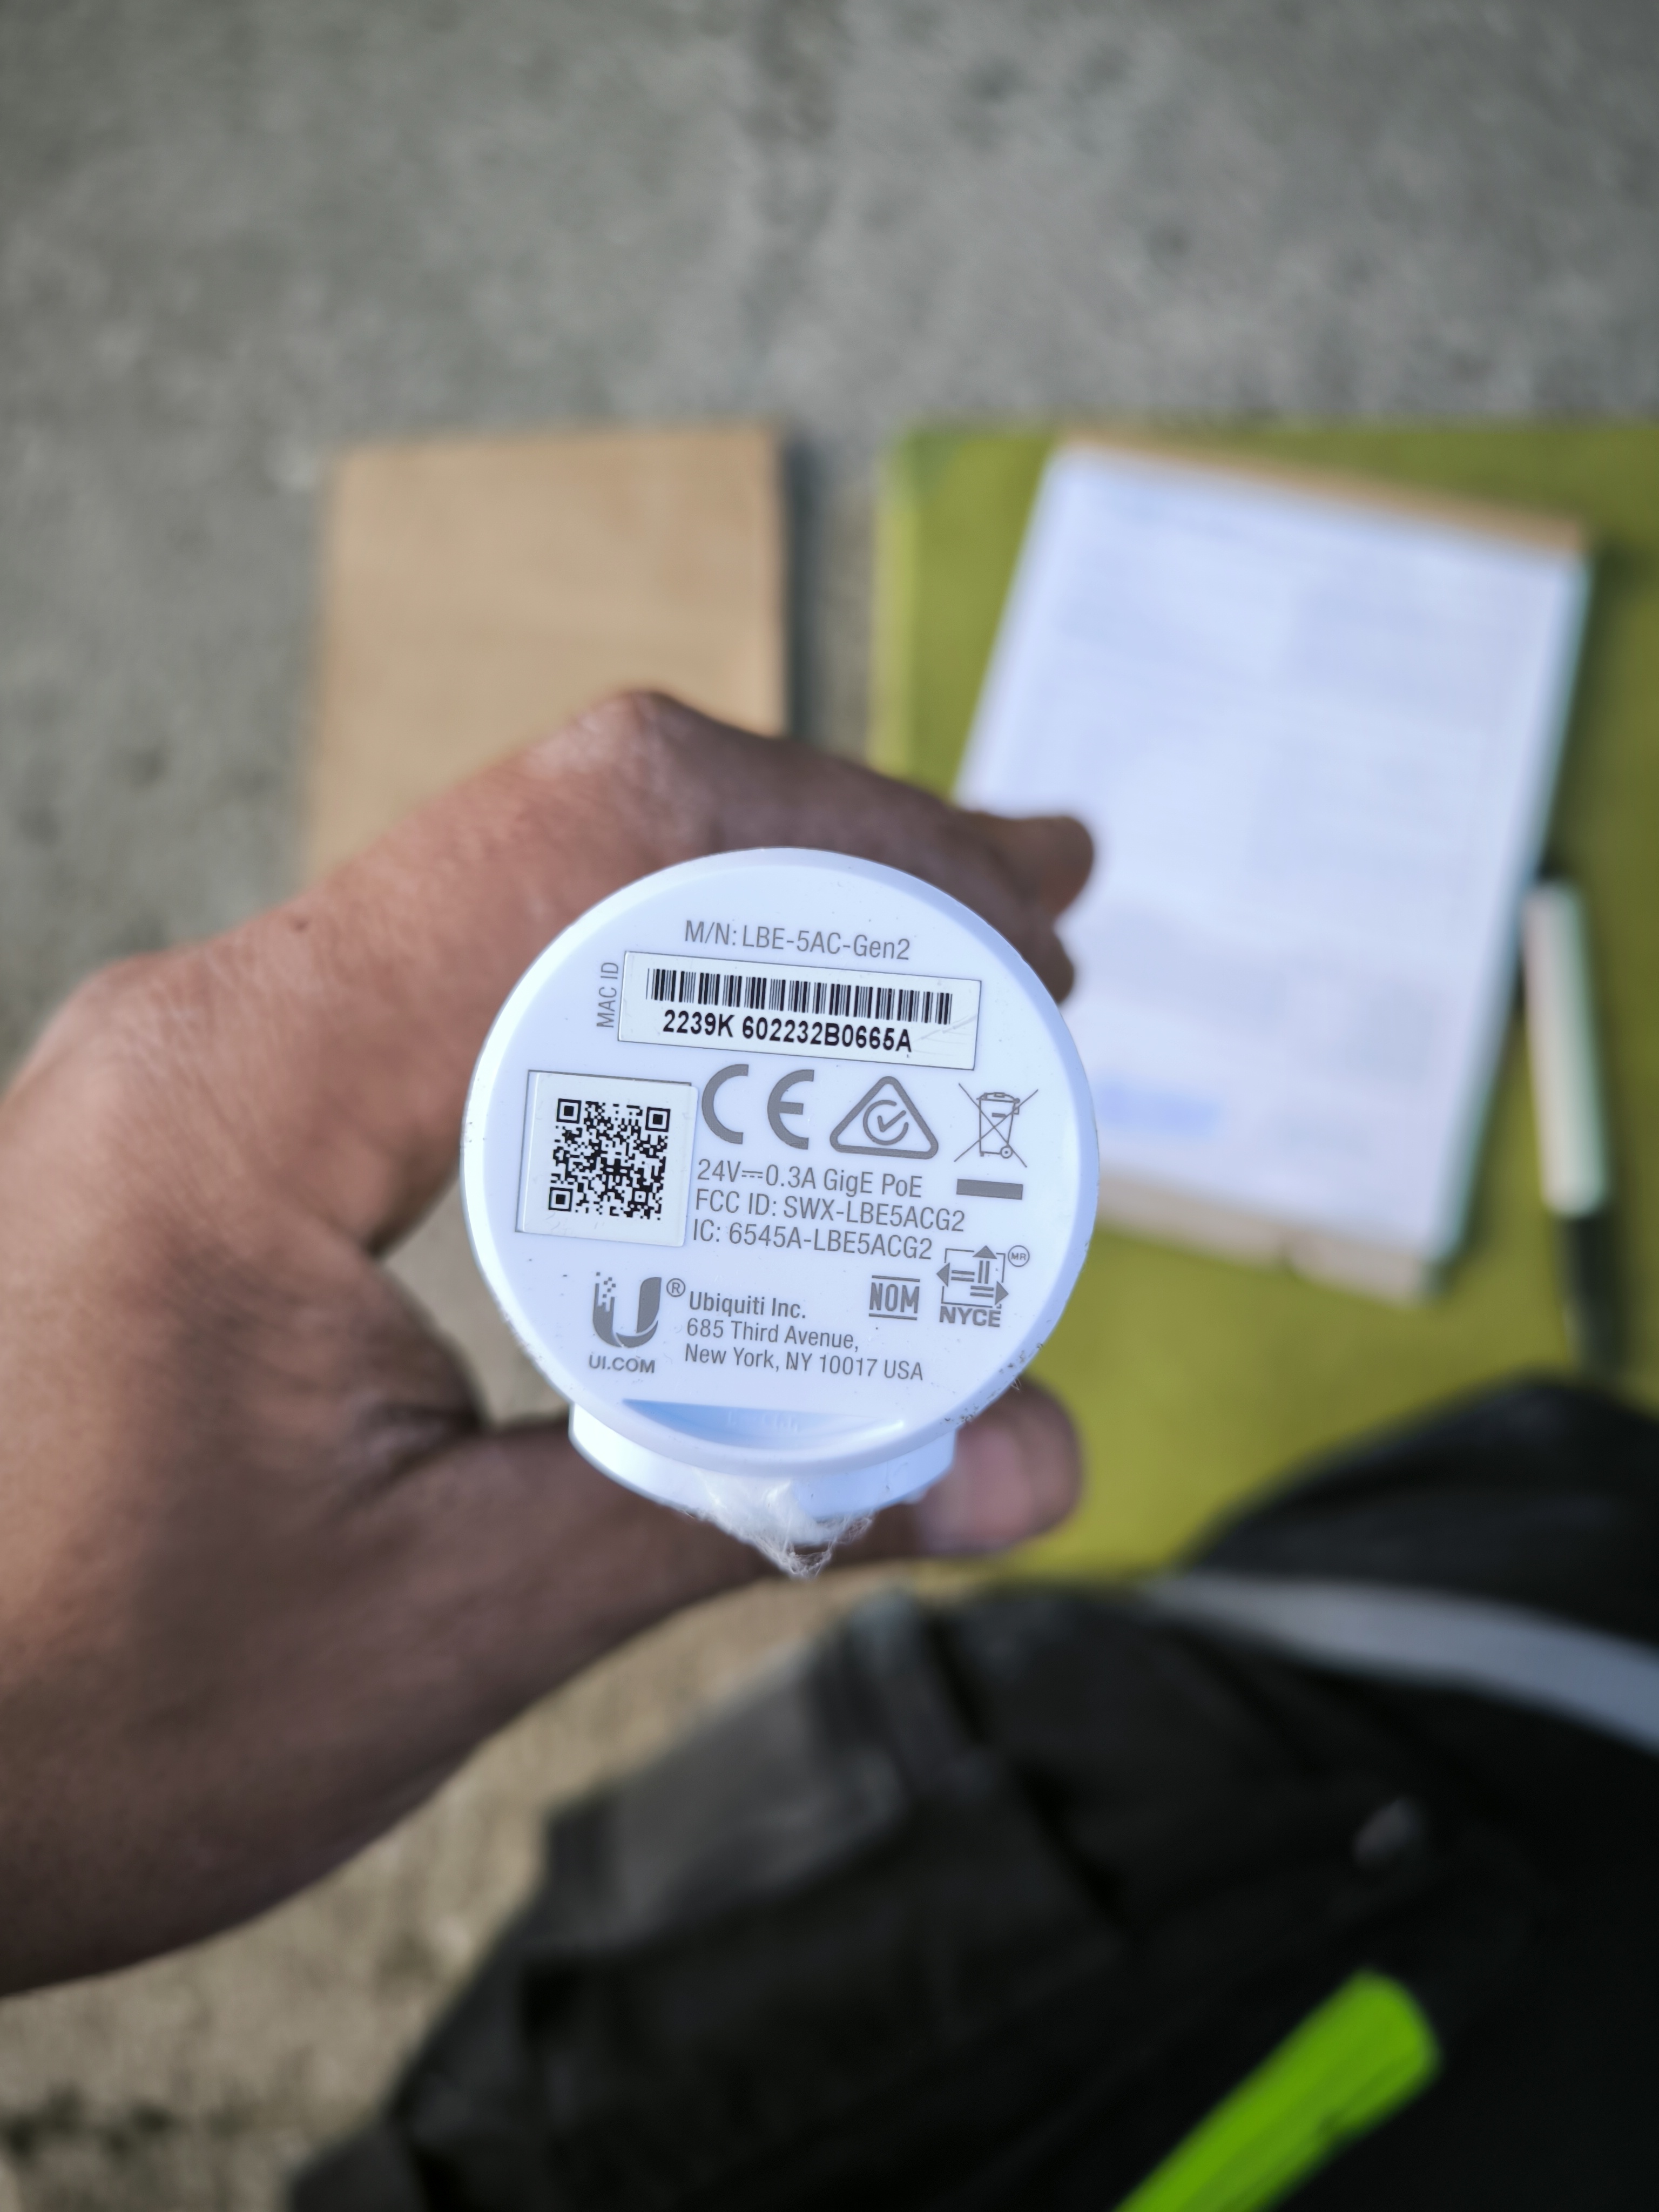 M/N: LBE-5AC-Gen2
MAC ID
2239K 602232B0665A
CE
24V⎓0.3A GigE PoE
FCC ID: SWX-LBE5ACG2
IC: 6545A-LBE5ACG2
MR
NOM
NYCE
U®
UI.COM
Ubiquiti Inc.
685 Third Avenue,
New York, NY 10017 USA